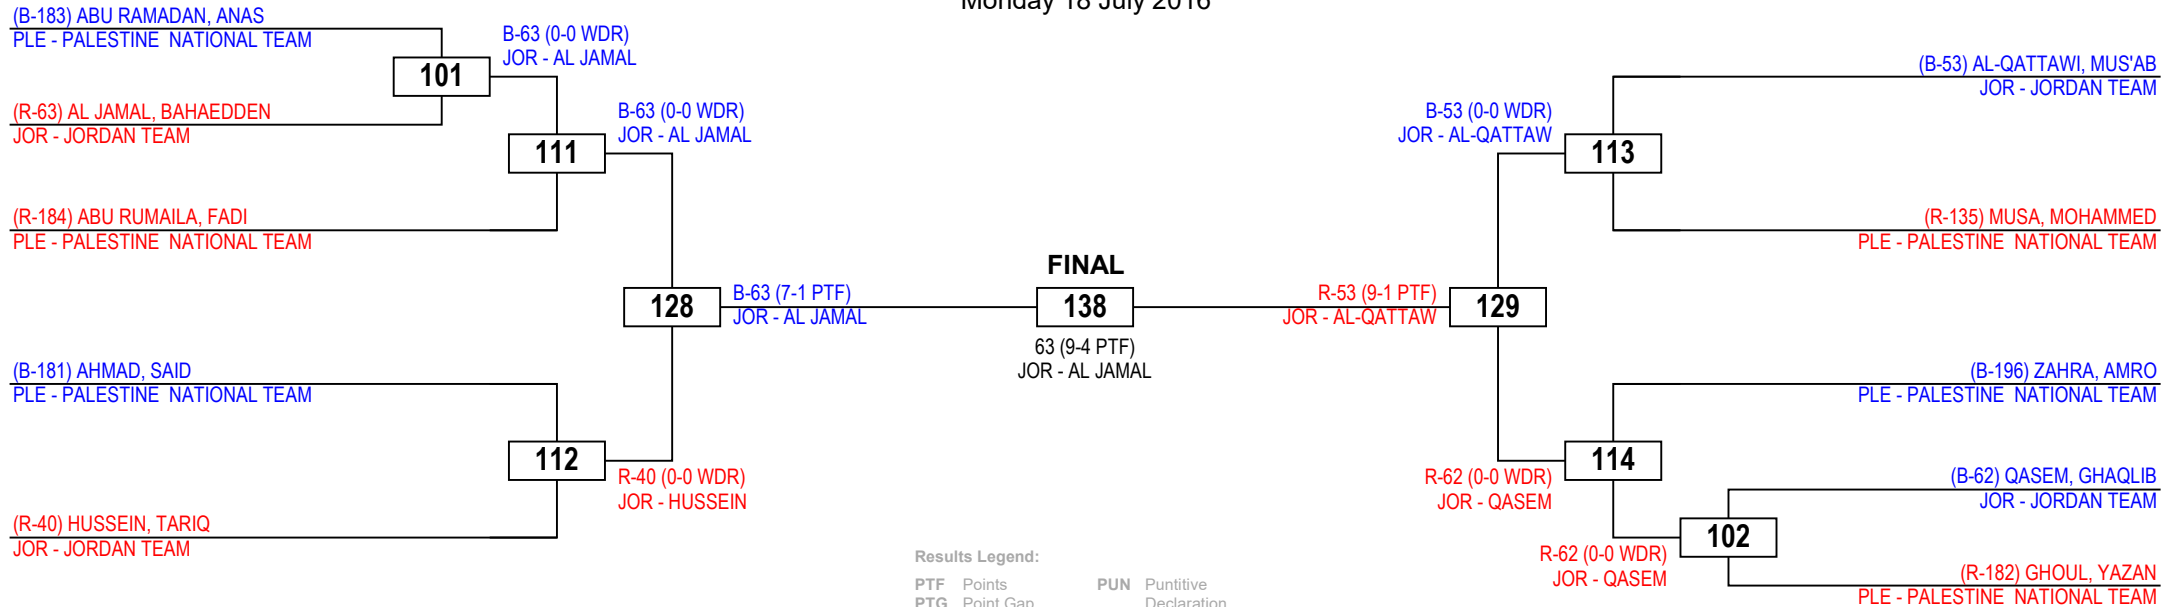 Monday 18 July 2016
(B-183) ABU RAMADAN, ANAS
PLE - PALESTINE NATIONAL TEAM
101
B-63 (0-0 WDR)
JOR - AL JAMAL
(R-63) AL JAMAL, BAHAEDDEN
JOR - JORDAN TEAM
111
B-63 (0-0 WDR)
JOR - AL JAMAL
(R-184) ABU RUMAILA, FADI
PLE - PALESTINE NATIONAL TEAM
128
B-63 (7-1 PTF)
JOR - AL JAMAL
(B-181) AHMAD, SAID
PLE - PALESTINE NATIONAL TEAM
112
R-40 (0-0 WDR)
JOR - HUSSEIN
(R-40) HUSSEIN, TARIQ
JOR - JORDAN TEAM
FINAL
138
63 (9-4 PTF)
JOR - AL JAMAL
(B-53) AL-QATTAWI, MUS'AB
JOR - JORDAN TEAM
B-53 (0-0 WDR)
JOR - AL-QATTAW
113
(R-135) MUSA, MOHAMMED
PLE - PALESTINE NATIONAL TEAM
R-53 (9-1 PTF)
JOR - AL-QATTAW
129
(B-196) ZAHRA, AMRO
PLE - PALESTINE NATIONAL TEAM
R-62 (0-0 WDR)
JOR - QASEM
114
(B-62) QASEM, GHAQLIB
JOR - JORDAN TEAM
R-62 (0-0 WDR)
JOR - QASEM
102
(R-182) GHOUL, YAZAN
PLE - PALESTINE NATIONAL TEAM
Results Legend:
PTF Points PUN Puntitive
PTG Point Gap Declaration